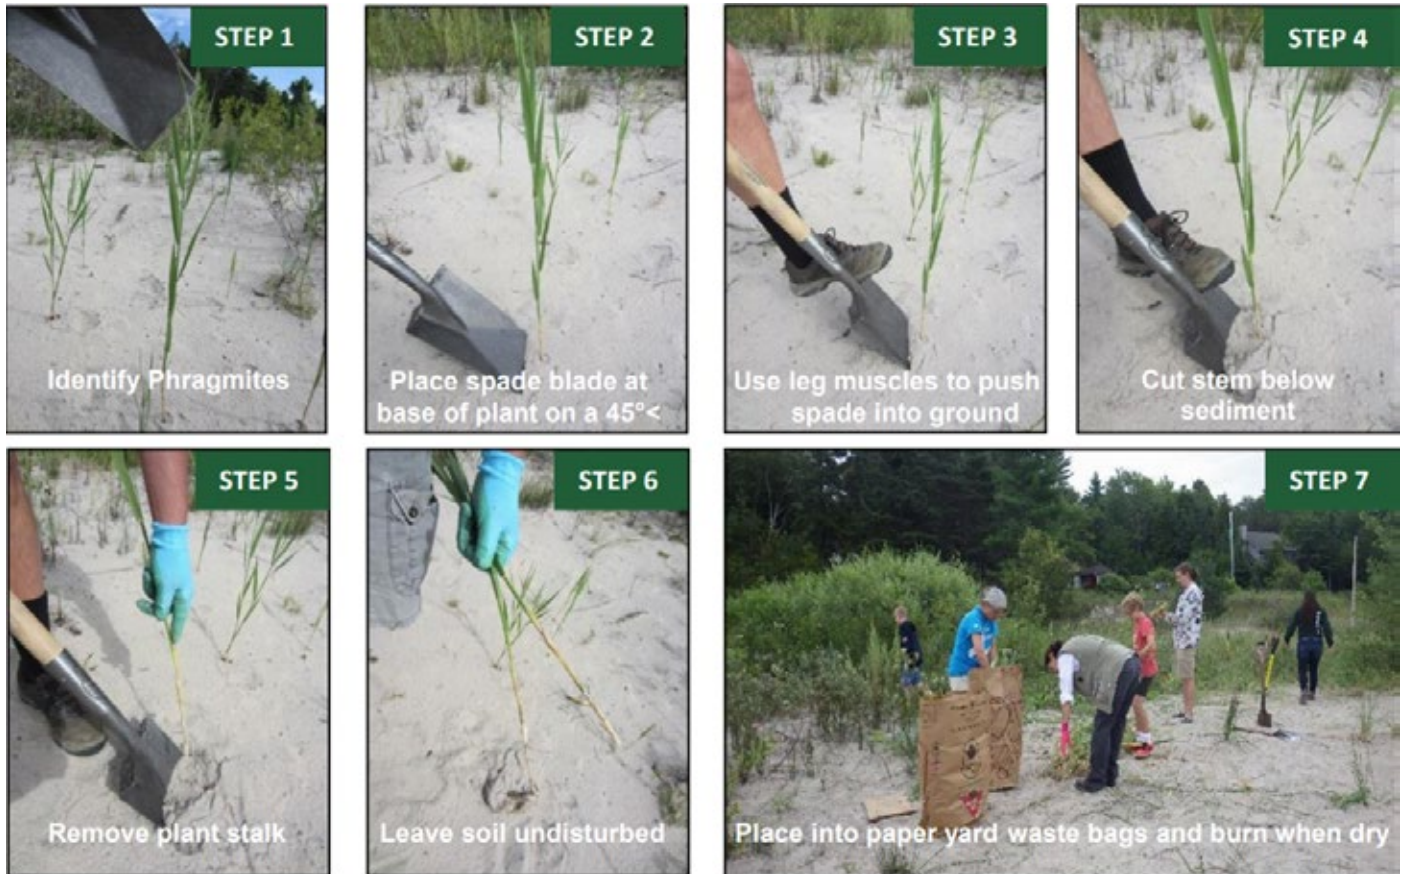 STEP 1
Identify Phragmites
STEP 2
Place spade blade at
base of plant on a 45°<
STEP 3
Use leg muscles to push
spade into ground
STEP 4
Cut stem below
sediment
STEP 5
Remove plant stalk
STEP 6
Leave soil undisturbed
STEP 7
Place into paper yard waste bags and burn when dry